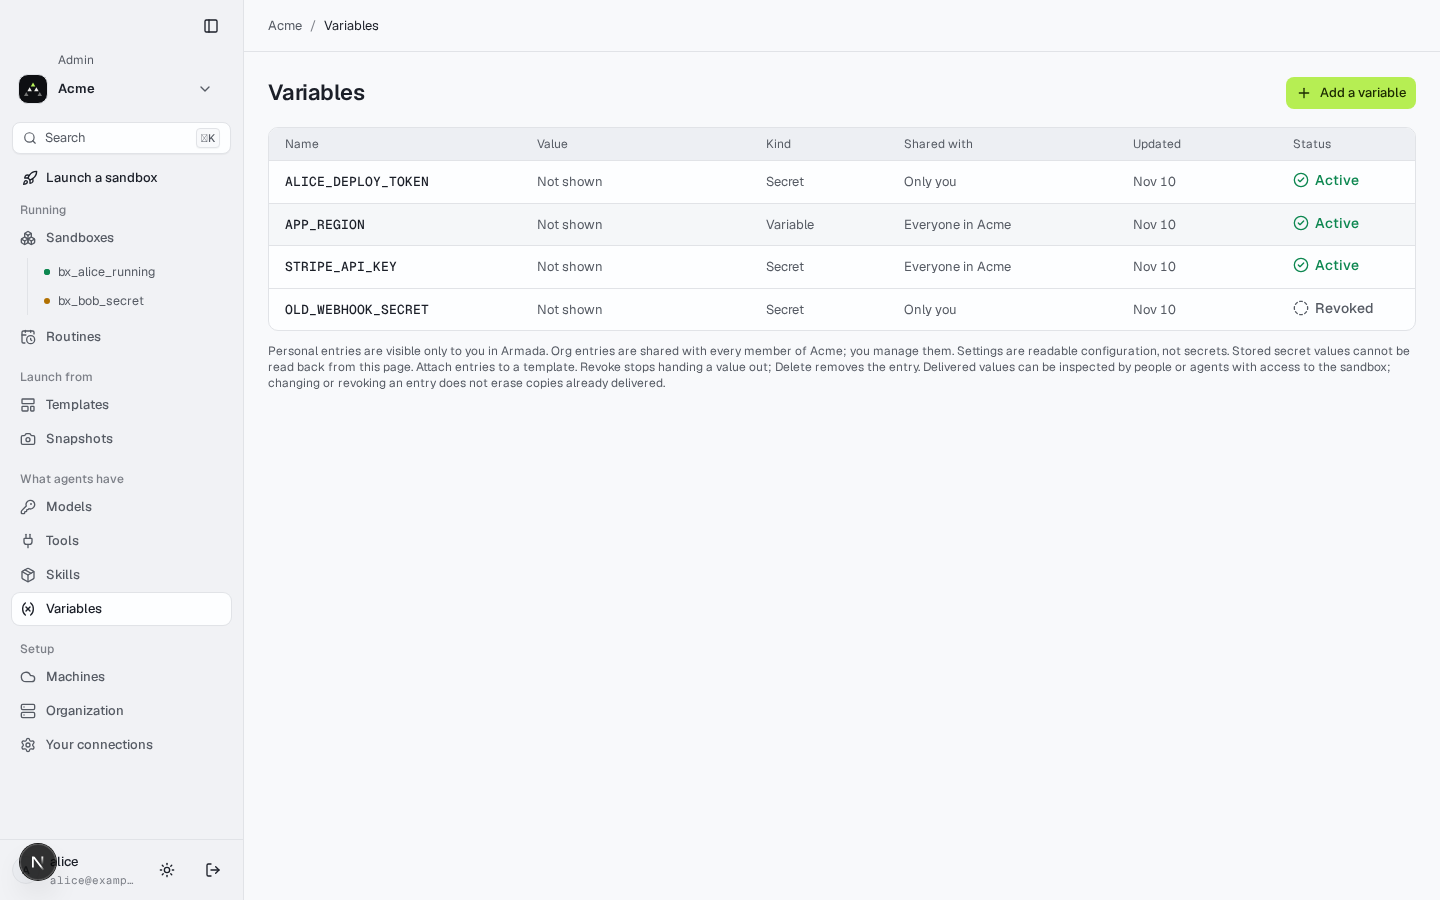 Admin
Acme
Search
K
Launch a sandbox
Running
Sandboxes
bx_alice_running
bx_bob_secret
Routines
Launch from
Templates
Snapshots
What agents have
Models
Tools
Skills
Variables
Setup
Machines
Organization
Your connections
N
alice
alice@examp…
Acme / Variables
Variables
Add a variable
Name Value Kind Shared with Updated Status
ALICE_DEPLOY_TOKEN Not shown Secret Only you Nov 10 Active
APP_REGION Not shown Variable Everyone in Acme Nov 10 Active
STRIPE_API_KEY Not shown Secret Everyone in Acme Nov 10 Active
OLD_WEBHOOK_SECRET Not shown Secret Only you Nov 10 Revoked
Personal entries are visible only to you in Armada. Org entries are shared with every member of Acme; you manage them. Settings are readable configuration, not secrets. Stored secret values cannot be
read back from this page. Attach entries to a template. Revoke stops handing a value out; Delete removes the entry. Delivered values can be inspected by people or agents with access to the sandbox;
changing or revoking an entry does not erase copies already delivered.